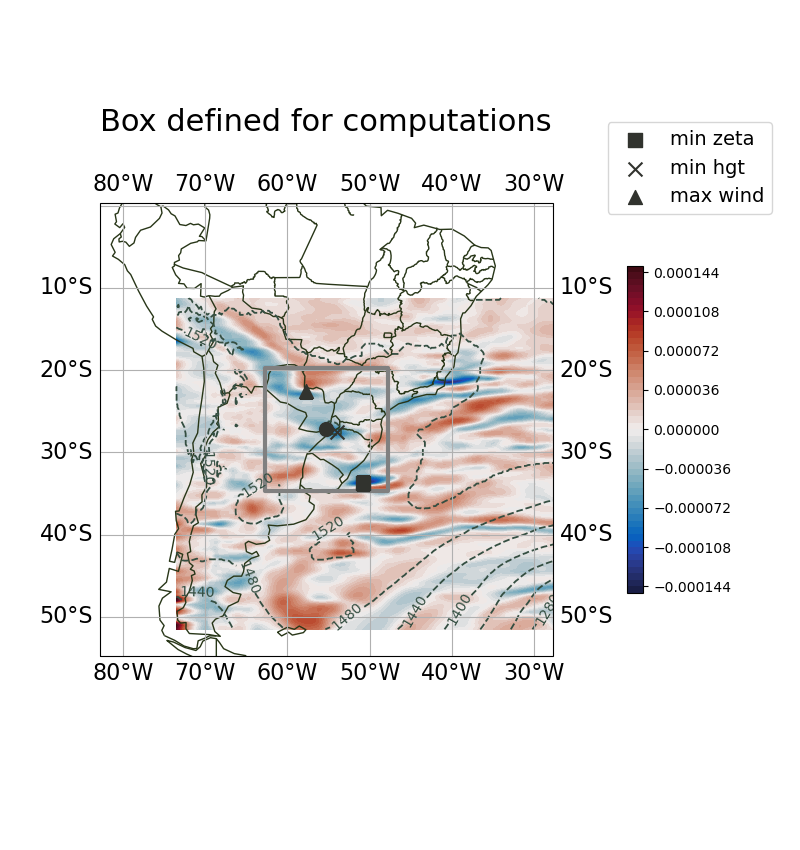 Box defined for computations
min zeta
min hgt
max wind
80°W 70°W 60°W 50°W 40°W 30°W
10°S 10°S
20°S 20°S
30°S 30°S
40°S 40°S
50°S 50°S
80°W 70°W 60°W 50°W 40°W 30°W
1520
1520
1520
1520
1480
1440
1480
1440
1400
1280
0.000144
0.000108
0.000072
0.000036
0.000000
−0.000036
−0.000072
−0.000108
−0.000144